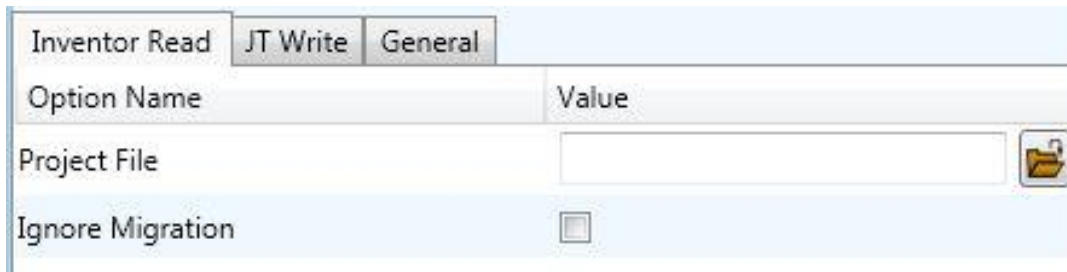 Inventor Read JT Write General
Option Name Value
Project File
Ignore Migration